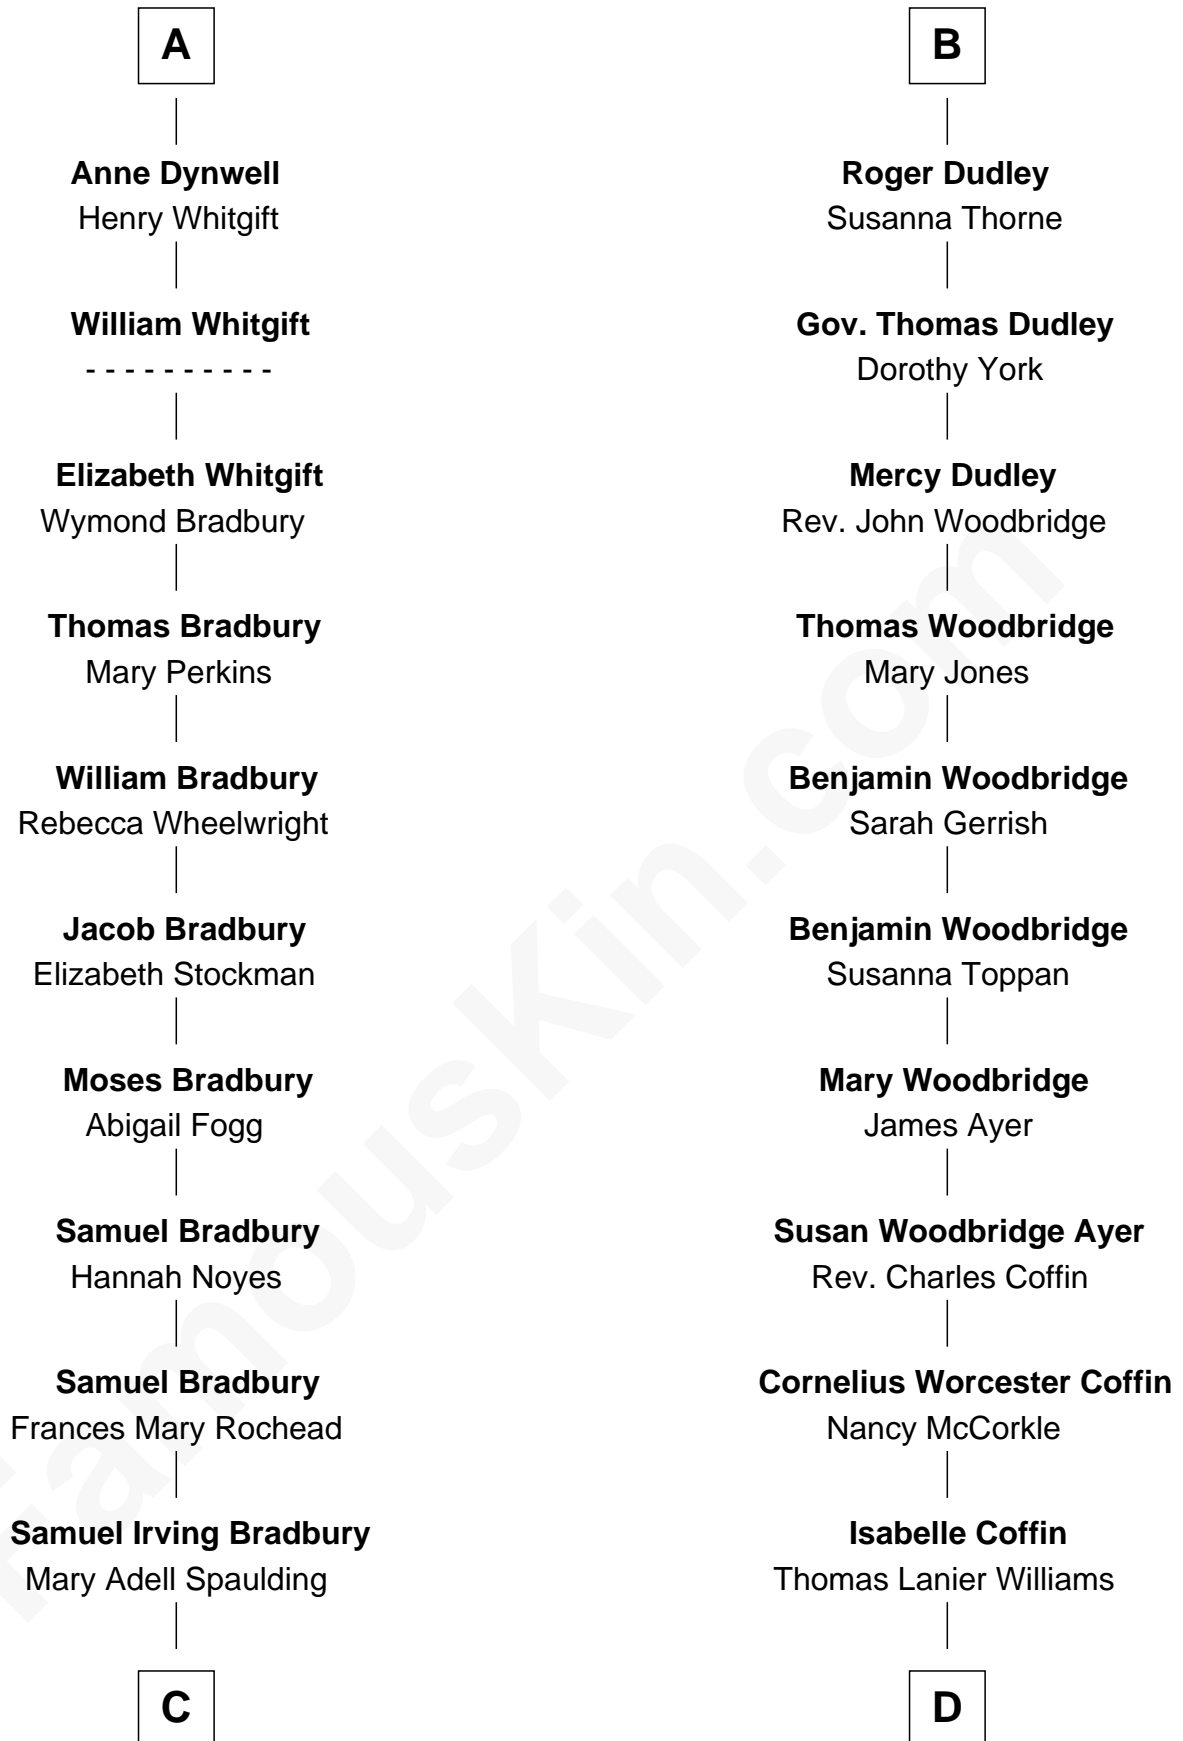 A
Anne Dynwell
Henry Whitgift
William Whitgift
- - - - - - - - - -
Elizabeth Whitgift
Wymond Bradbury
Thomas Bradbury
Mary Perkins
William Bradbury
Rebecca Wheelwright
Jacob Bradbury
Elizabeth Stockman
Moses Bradbury
Abigail Fogg
Samuel Bradbury
Hannah Noyes
Samuel Bradbury
Frances Mary Rochead
Samuel Irving Bradbury
Mary Adell Spaulding
C
B
Roger Dudley
Susanna Thorne
Gov. Thomas Dudley
Dorothy York
Mercy Dudley
Rev. John Woodbridge
Thomas Woodbridge
Mary Jones
Benjamin Woodbridge
Sarah Gerrish
Benjamin Woodbridge
Susanna Toppan
Mary Woodbridge
James Ayer
Susan Woodbridge Ayer
Rev. Charles Coffin
Cornelius Worcester Coffin
Nancy McCorkle
Isabelle Coffin
Thomas Lanier Williams
D
FamousKin.com